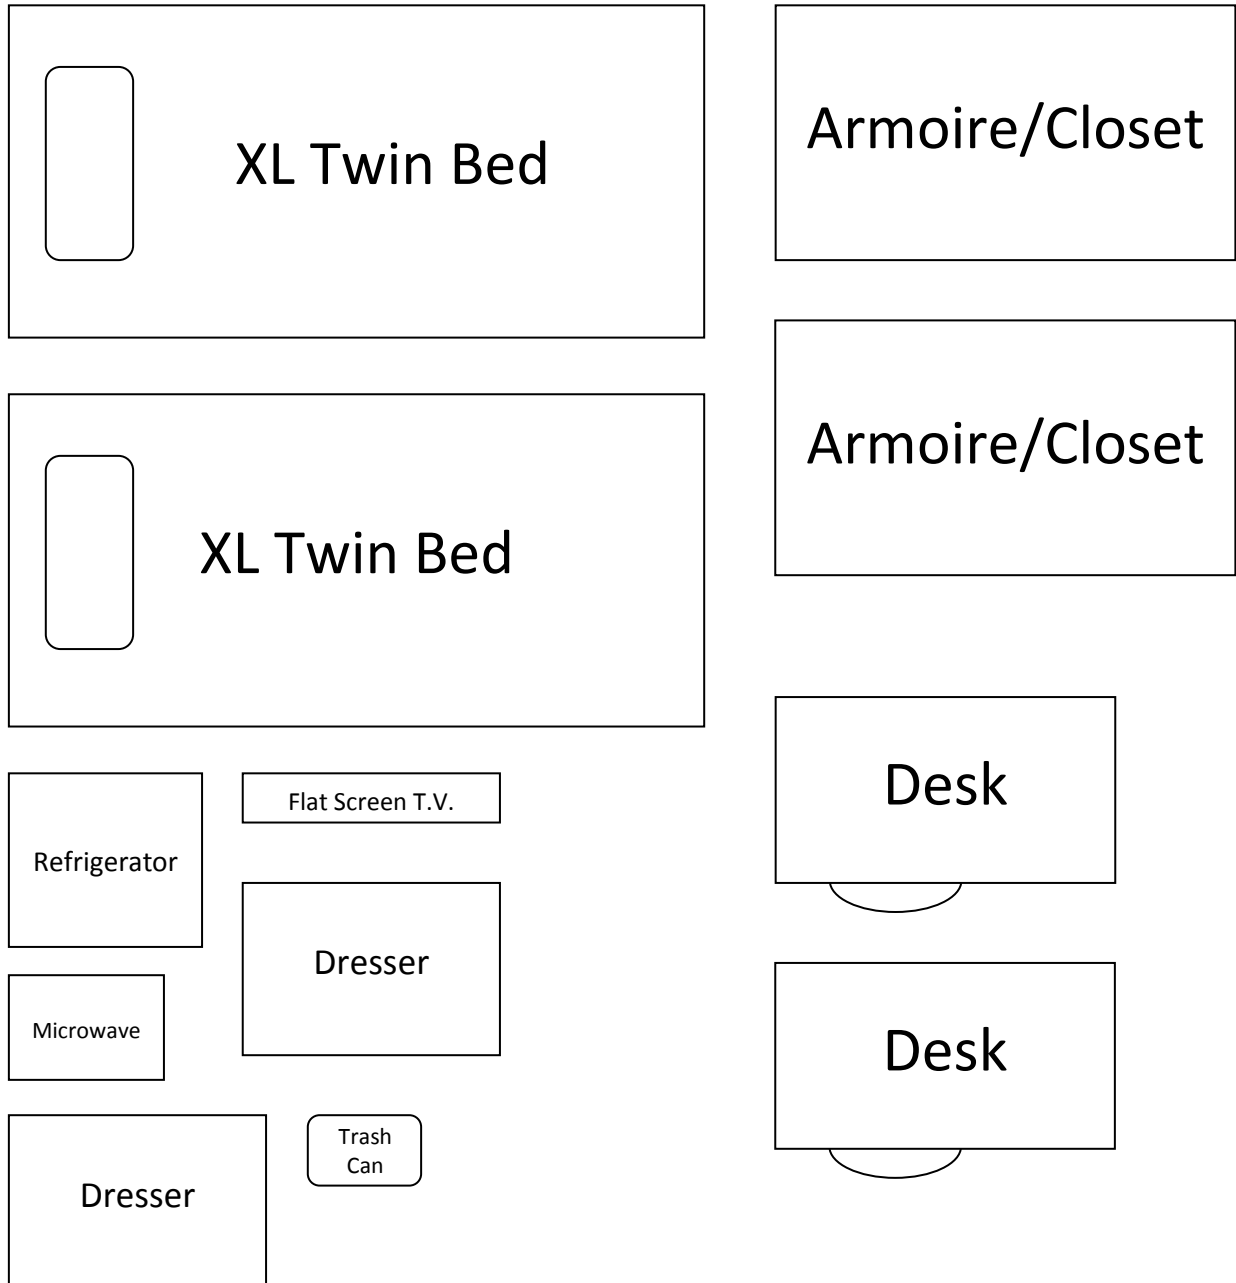 XL Twin Bed
Armoire/Closet
XL Twin Bed
Armoire/Closet
Desk
Flat Screen T.V.
Refrigerator
Dresser
Microwave
Desk
Trash
Can
Dresser